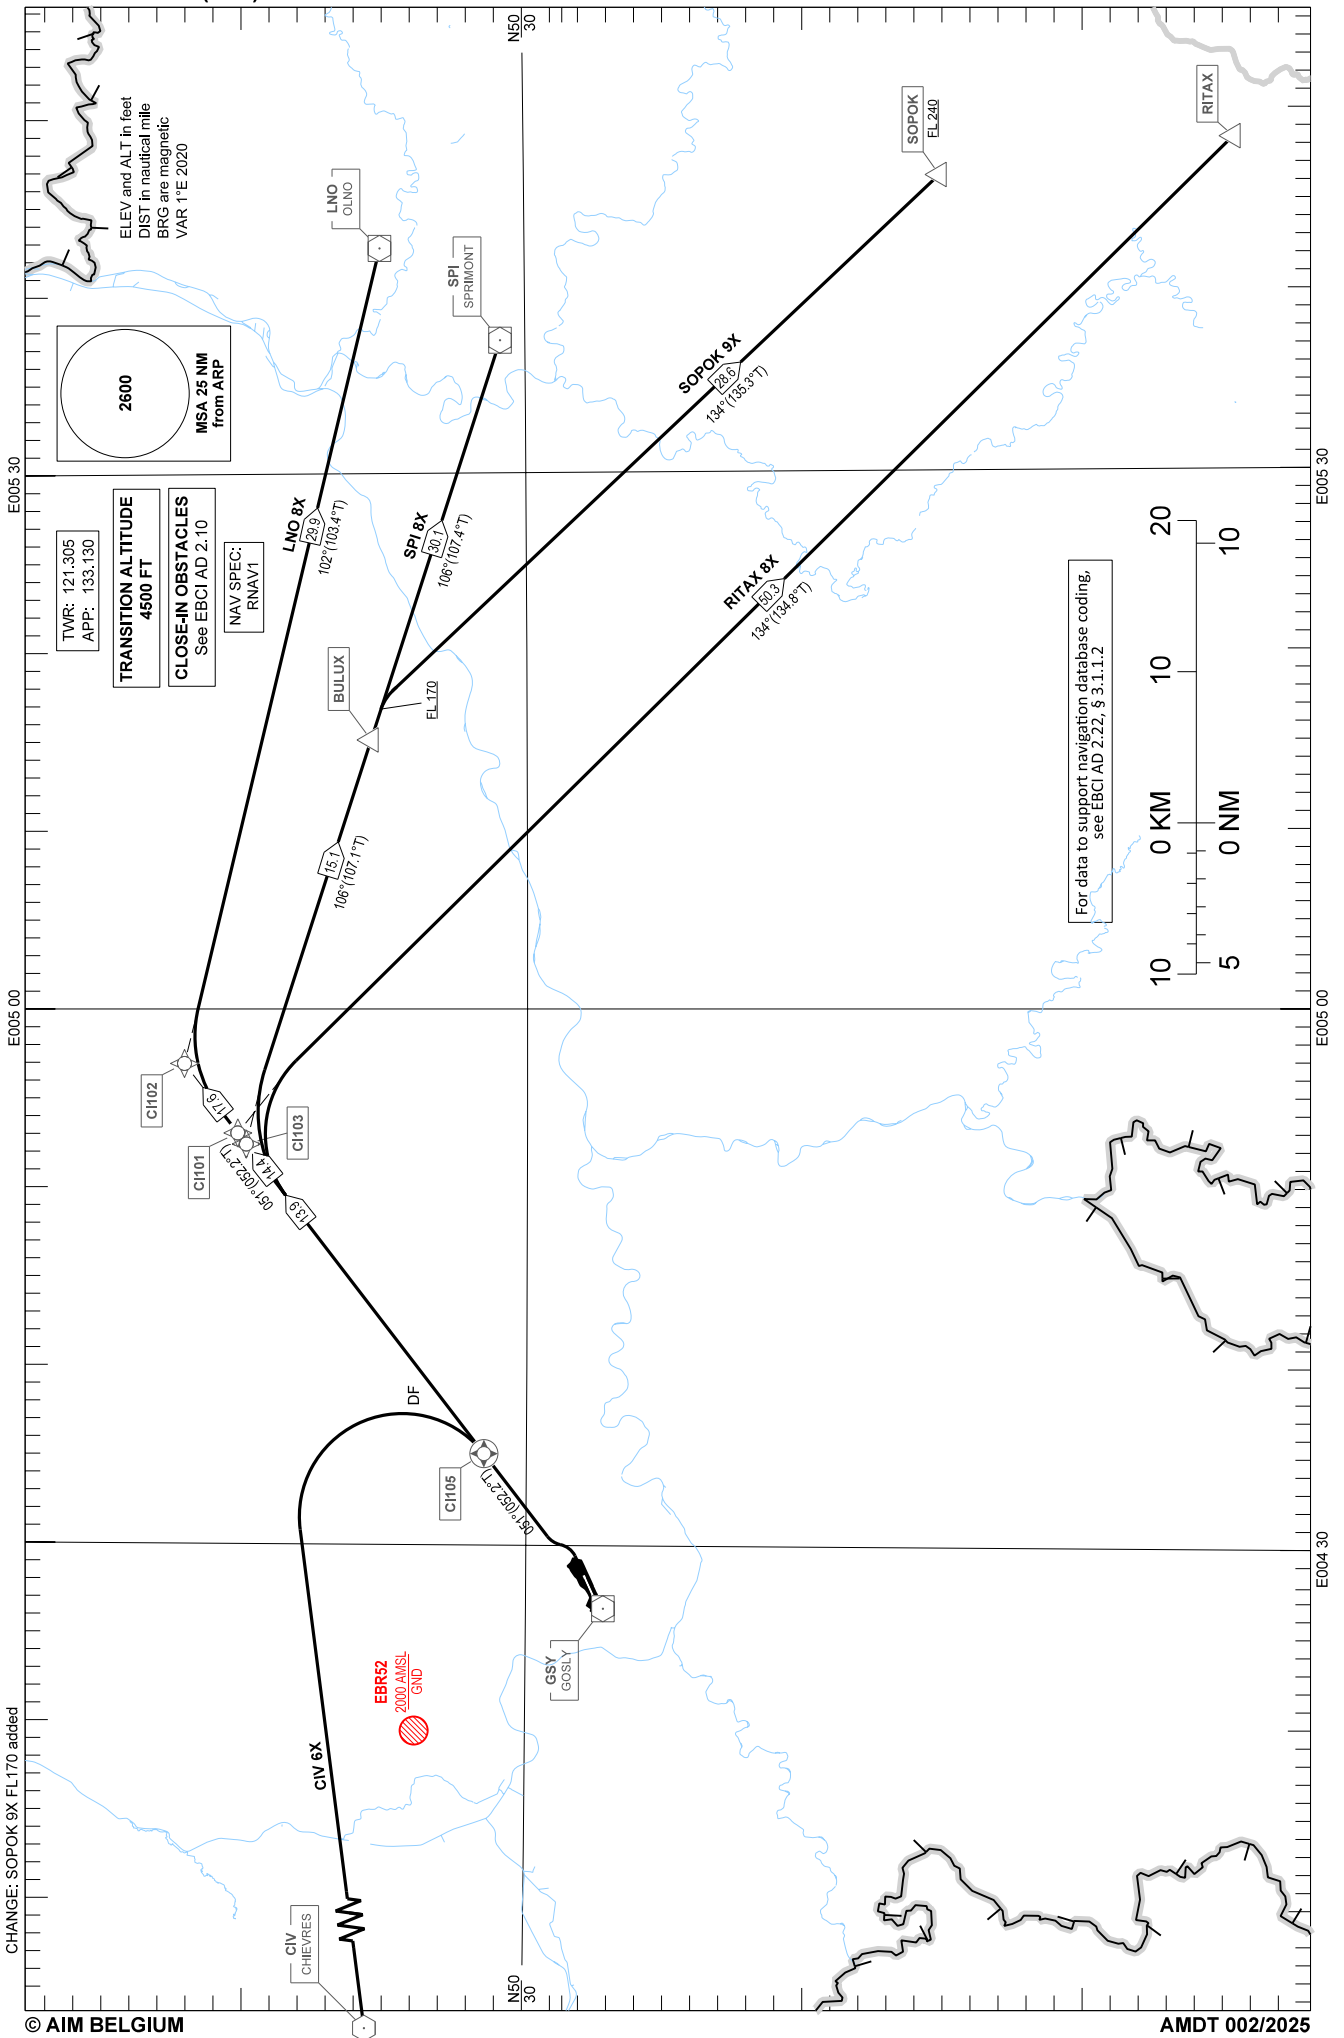 CHANGE: SOPOK 9X FL170 added
ELEV and ALT in feet
DIST in nautical mile
BRG are magnetic
VAR 1°E 2020
2600
MSA 25 NM
from ARP
TWR: 121.305
APP: 133.130
TRANSITION ALTITUDE
4500 FT
CLOSE-IN OBSTACLES
See EBCI AD 2.10
NAV SPEC:
RNAV1
E005 30
E005 00
N50
30
LNO
OLNO
SPI
SPRIMONT
SOPOK
FL 240
RITAX
LNO 8X
29.9
102°(103.4°T)
SPI 8X
30.1
106°(107.4°T)
SOPOK 9X
28.6
134°(135.3°T)
RITAX 8X
50.3
134°(134.8°T)
BULUX
FL 170
15.1
106°(107.1°T)
CI102
17.6
CI101
CI103
051°(052.2°T)
14.4
13.9
DF
CI105
051°(052.2°T)
GSY
GOSLY
EBR52
2000 AMSL
GND
CIV 6X
CIV
CHIEVRES
For data to support navigation database coding,
see EBCI AD 2.22, § 3.1.1.2
10 0 KM 10 20
5 0 NM 10
N50
30
E005 30
E005 00
E004 30
© AIM BELGIUM
AMDT 002/2025